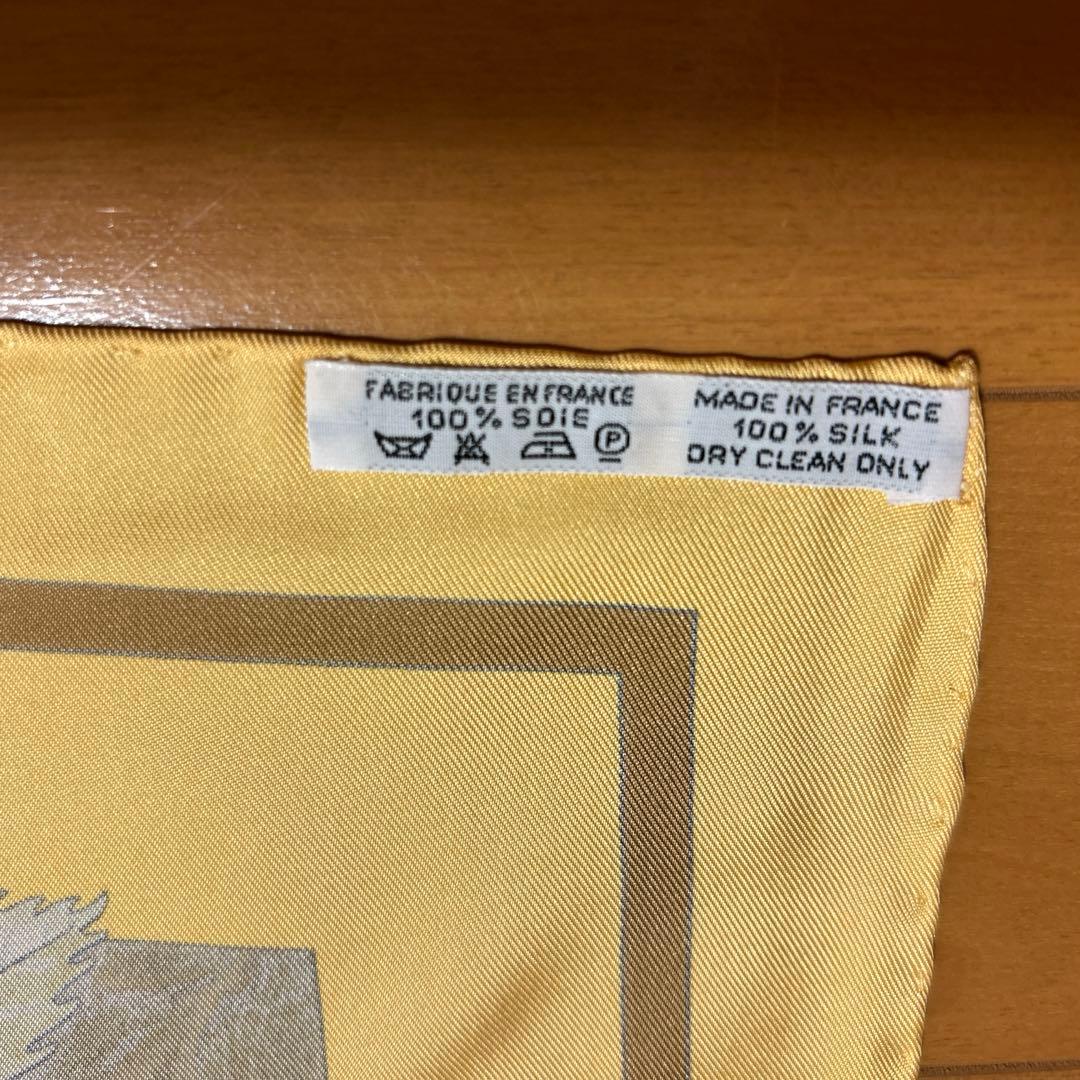 FABRIQUE EN FRANCE
100% SOIE
P
MADE IN FRANCE
100% SILK
DRY CLEAN ONLY